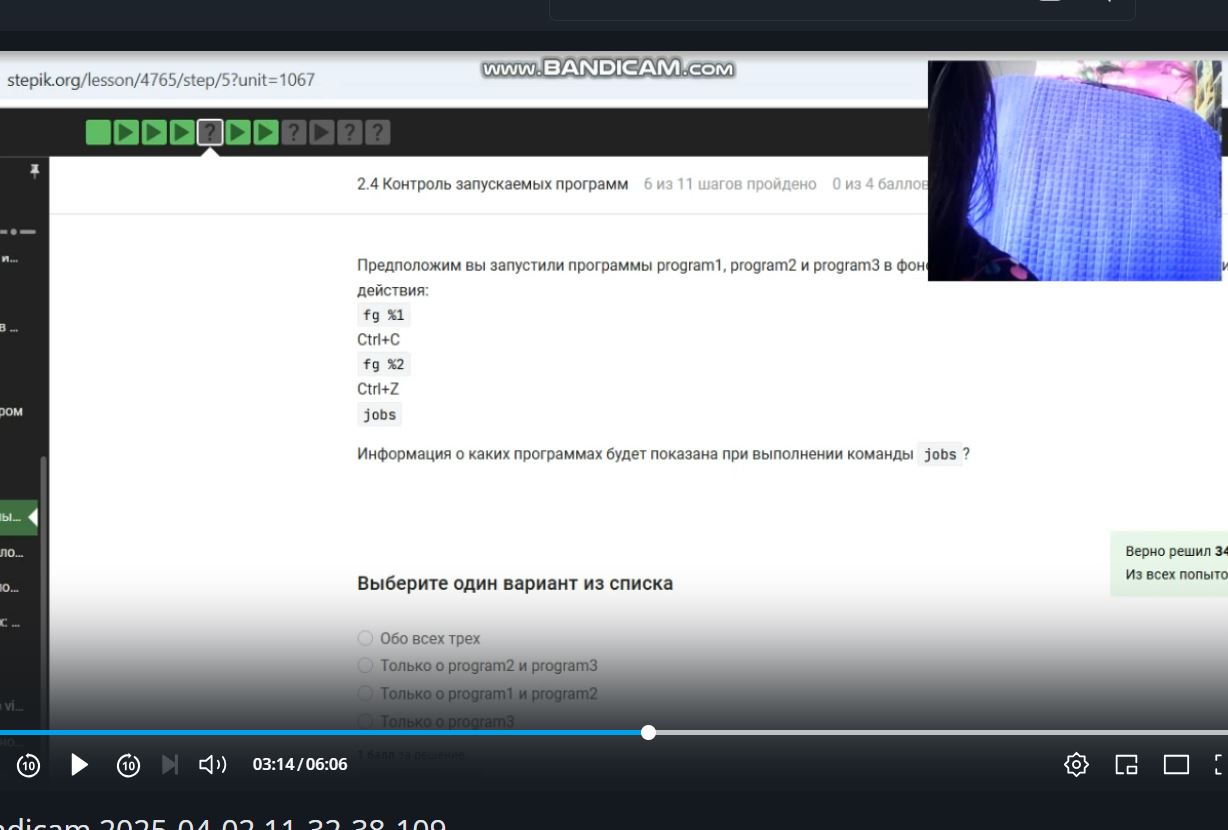 www.BANDICAM.com
stepik.org/lesson/4765/step/5?unit=1067
2.4 Контроль запускаемых программ 6 из 11 шагов пройдено 0 из 4 баллов
и...
Предположим вы запустили программы program1, program2 и program3 в фон
действия:
fg %1
в ...
Ctrl+C
fg %2
Ctrl+Z
ром
jobs
Информация о каких программах будет показана при выполнении команды jobs ?
ы...
ло...
Верно решил 34
Из всех попыто
Выберите один вариант из списка
о...
х: ...
Обо всех трех
Только о program2 и program3
Только о program1 и program2
vi...
Только о program3
1 балл за решение
10
10
03:14/06:06
ndicam 2025-04-02 11-32-38-109